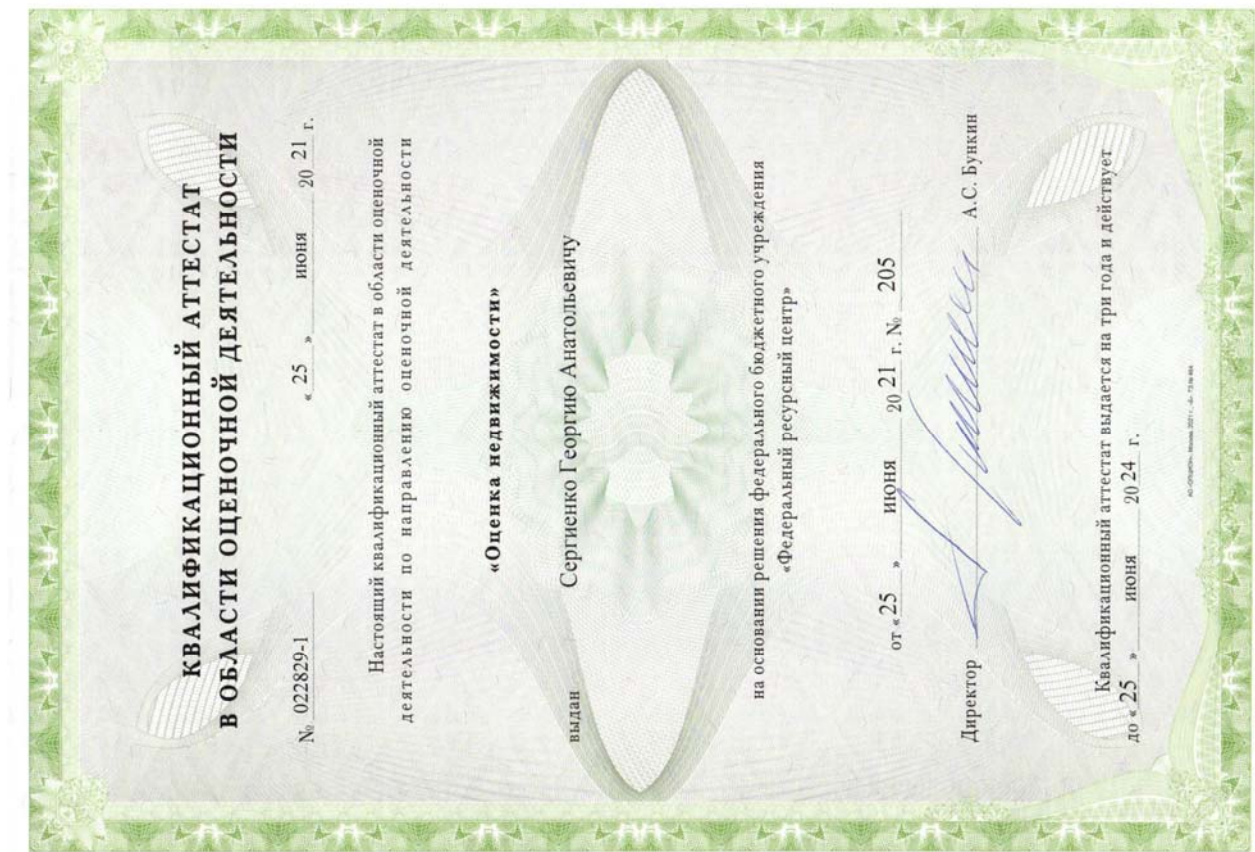 КВАЛИФИКАЦИОННЫЙ АТТЕСТАТ
В ОБЛАСТИ ОЦЕНОЧНОЙ ДЕЯТЕЛЬНОСТИ
№ 022829-1 « 25 » июня 20 21 г.
Настоящий квалификационный аттестат в области оценочной
деятельности по направлению оценочной деятельности
«Оценка недвижимости»
выдан Сергиенко Георгию Анатольевичу
на основании решения федерального бюджетного учреждения
«Федеральный ресурсный центр»
от « 25 » июня 20 21 г. № 205
Директор А.С. Бункин
Квалификационный аттестат выдается на три года и действует
до « 25 » июня 20 24 г.